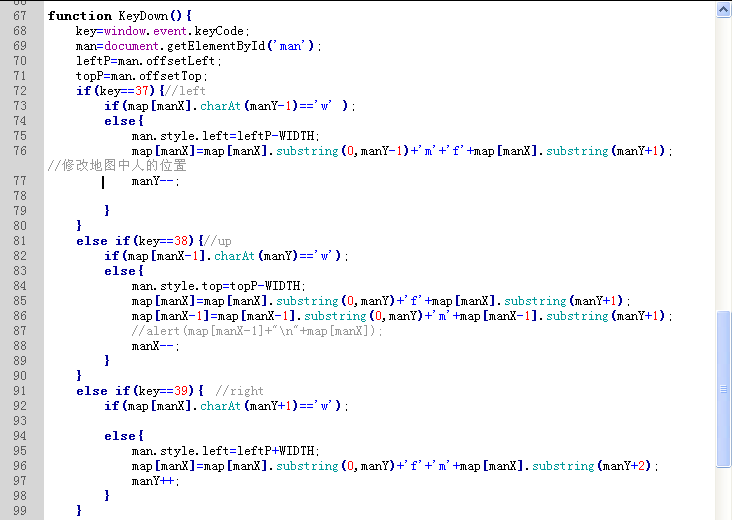 67 function KeyDown(){
68     key=window.event.keyCode;
69     man=document.getElementById('man');
70     leftP=man.offsetLeft;
71     topP=man.offsetTop;
72     if(key==37){//left
73         if(map[manX].charAt(manY-1)=='w' );
74         else{
75             man.style.left=leftP-WIDTH;
76             map[manX]=map[manX].substring(0,manY-1)+'m'+'f'+map[manX].substring(manY+1);
//修改地图中人的位置
77             manY--;
78
79         }
80     }
81     else if(key==38){//up
82         if(map[manX-1].charAt(manY)=='w');
83         else{
84             man.style.top=topP-WIDTH;
85             map[manX]=map[manX].substring(0,manY)+'f'+map[manX].substring(manY+1);
86             map[manX-1]=map[manX-1].substring(0,manY)+'m'+map[manX-1].substring(manY+1);
87             //alert(map[manX-1]+"\n"+map[manX]);
88             manX--;
89         }
90     }
91     else if(key==39){ //right
92         if(map[manX].charAt(manY+1)=='w');
93
94         else{
95             man.style.left=leftP+WIDTH;
96             map[manX]=map[manX].substring(0,manY)+'f'+'m'+map[manX].substring(manY+2);
97             manY++;
98         }
99     }